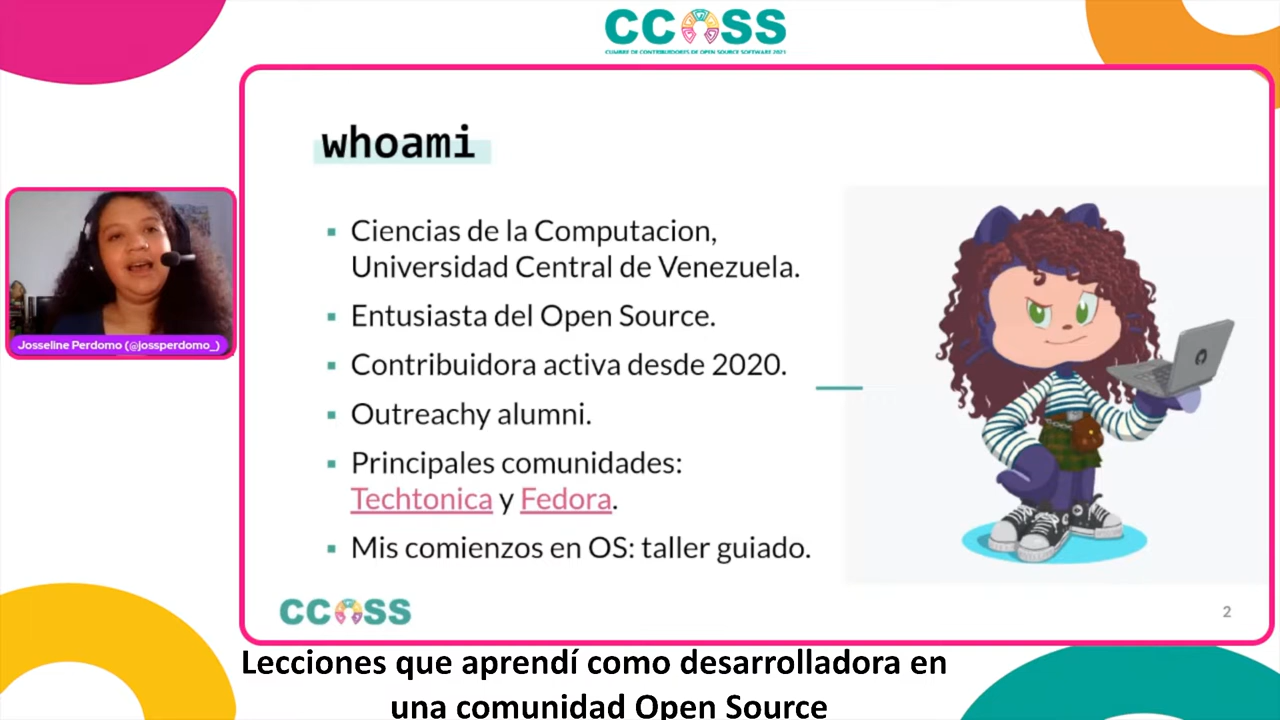 CCOSS
CUMBRE DE CONTRIBUIDORES DE OPEN SOURCE SOFTWARE 2021
whoami
Ciencias de la Computacion,
Universidad Central de Venezuela.
Entusiasta del Open Source.
Contribuidora activa desde 2020.
Outreachy alumni.
Principales comunidades:
Techtonica y Fedora.
Mis comienzos en OS: taller guiado.
Josseline Perdomo (@jossperdomo_)
CCOSS
2
Lecciones que aprendí como desarrolladora en
una comunidad Open Source